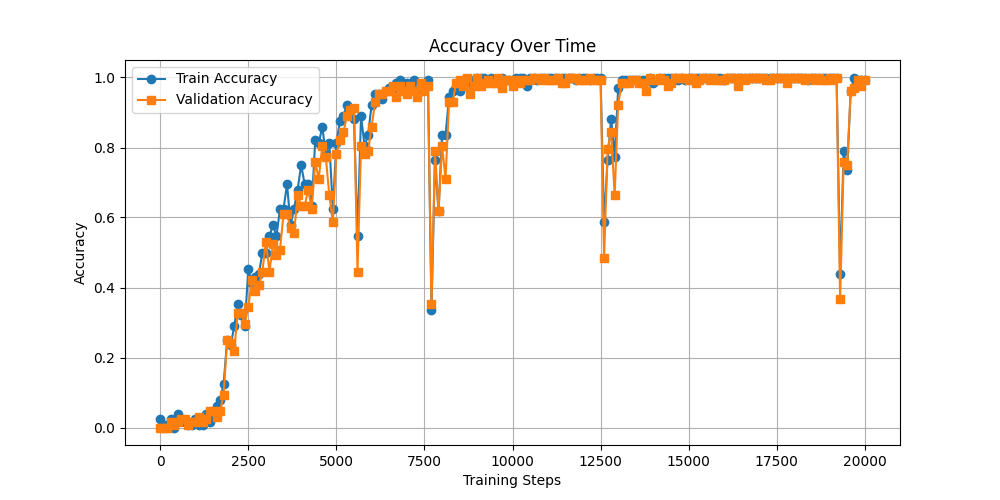 Accuracy Over Time
Train Accuracy
Validation Accuracy
1.0
0.8
0.6
0.4
0.2
0.0
Accuracy
0 2500 5000 7500 10000 12500 15000 17500 20000
Training Steps